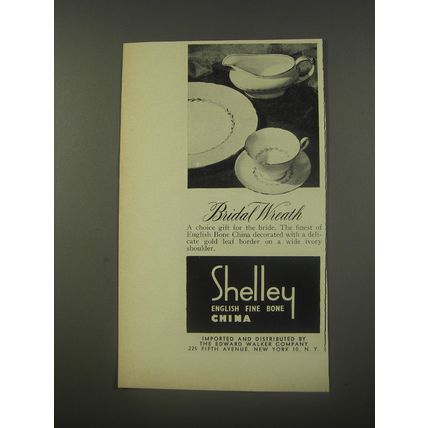 Bridal Wreath
A choice gift for the bride. The finest of
English Bone China decorated with a deli-
cate gold leaf border on a wide ivory
shoulder.
Shelley
ENGLISH FINE BONE
CHINA
IMPORTED AND DISTRIBUTED BY
THE EDWARD WALKER COMPANY
225 FIFTH AVENUE, NEW YORK 10, N. Y.